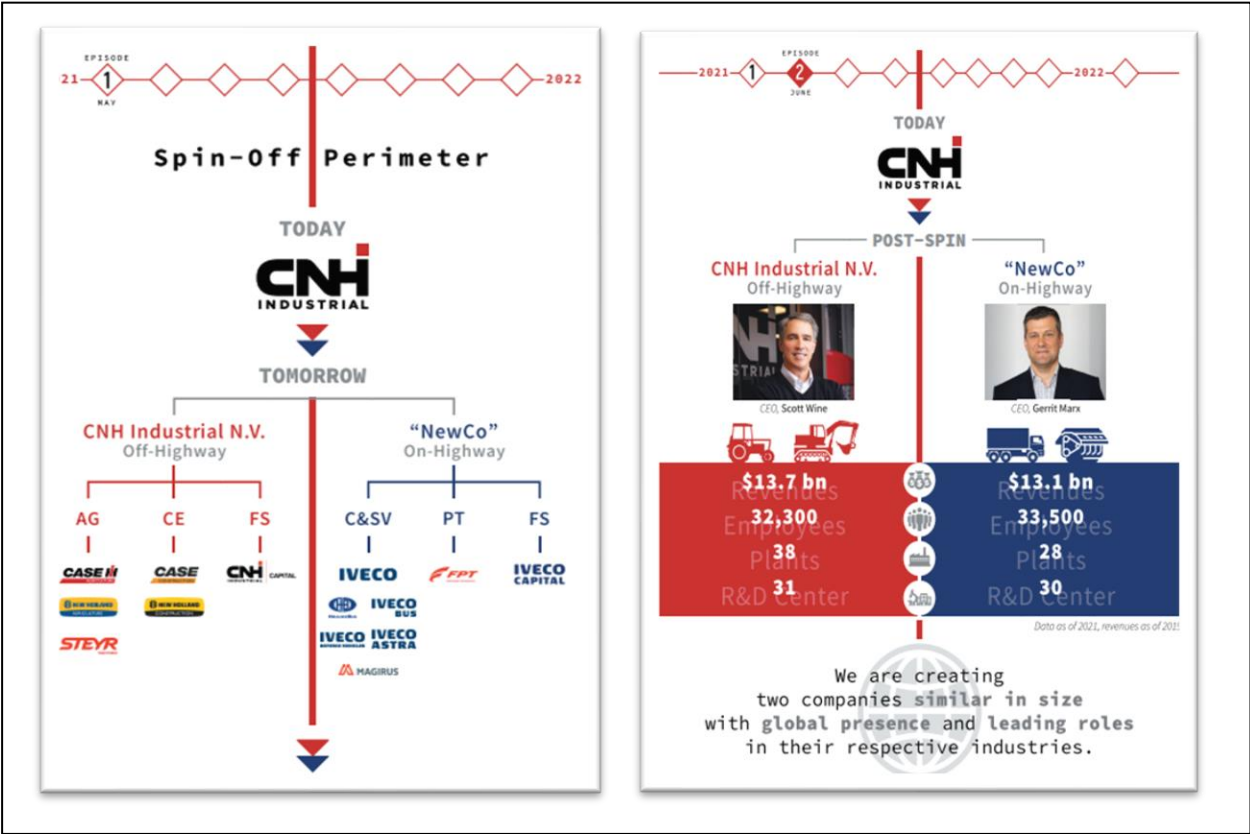 EPISODE
21 1 2022
MAY
Spin-Off Perimeter
TODAY
CNH
INDUSTRIAL
TOMORROW
CNH Industrial N.V.
Off-Highway
“NewCo”
On-Highway
AG CE FS
C&SV PT FS
CASE IH
NEW HOLLAND
AGRICULTURE
STEYR
CASE
CONSTRUCTION
NEW HOLLAND
CONSTRUCTION
CNH
INDUSTRIAL CAPITAL
IVECO
IVECO
BUS
IVECO
DEFENCE VEHICLES
IVECO
ASTRA
MAGIRUS
FPT
IVECO
CAPITAL
EPISODE
2021 1 2 2022
JUNE
TODAY
CNH
INDUSTRIAL
POST-SPIN
CNH Industrial N.V.
Off-Highway
“NewCo”
On-Highway
NH
STRIAL
CEO, Scott Wine
CEO, Gerrit Marx
$13.7 bn $13.1 bn
Revenues Revenues
32,300 33,500
Employees Employees
38 28
Plants Plants
31 30
R&D Center R&D Center
Data as of 2021, revenues as of 201
We are creating
two companies similar in size
with global presence and leading roles
in their respective industries.